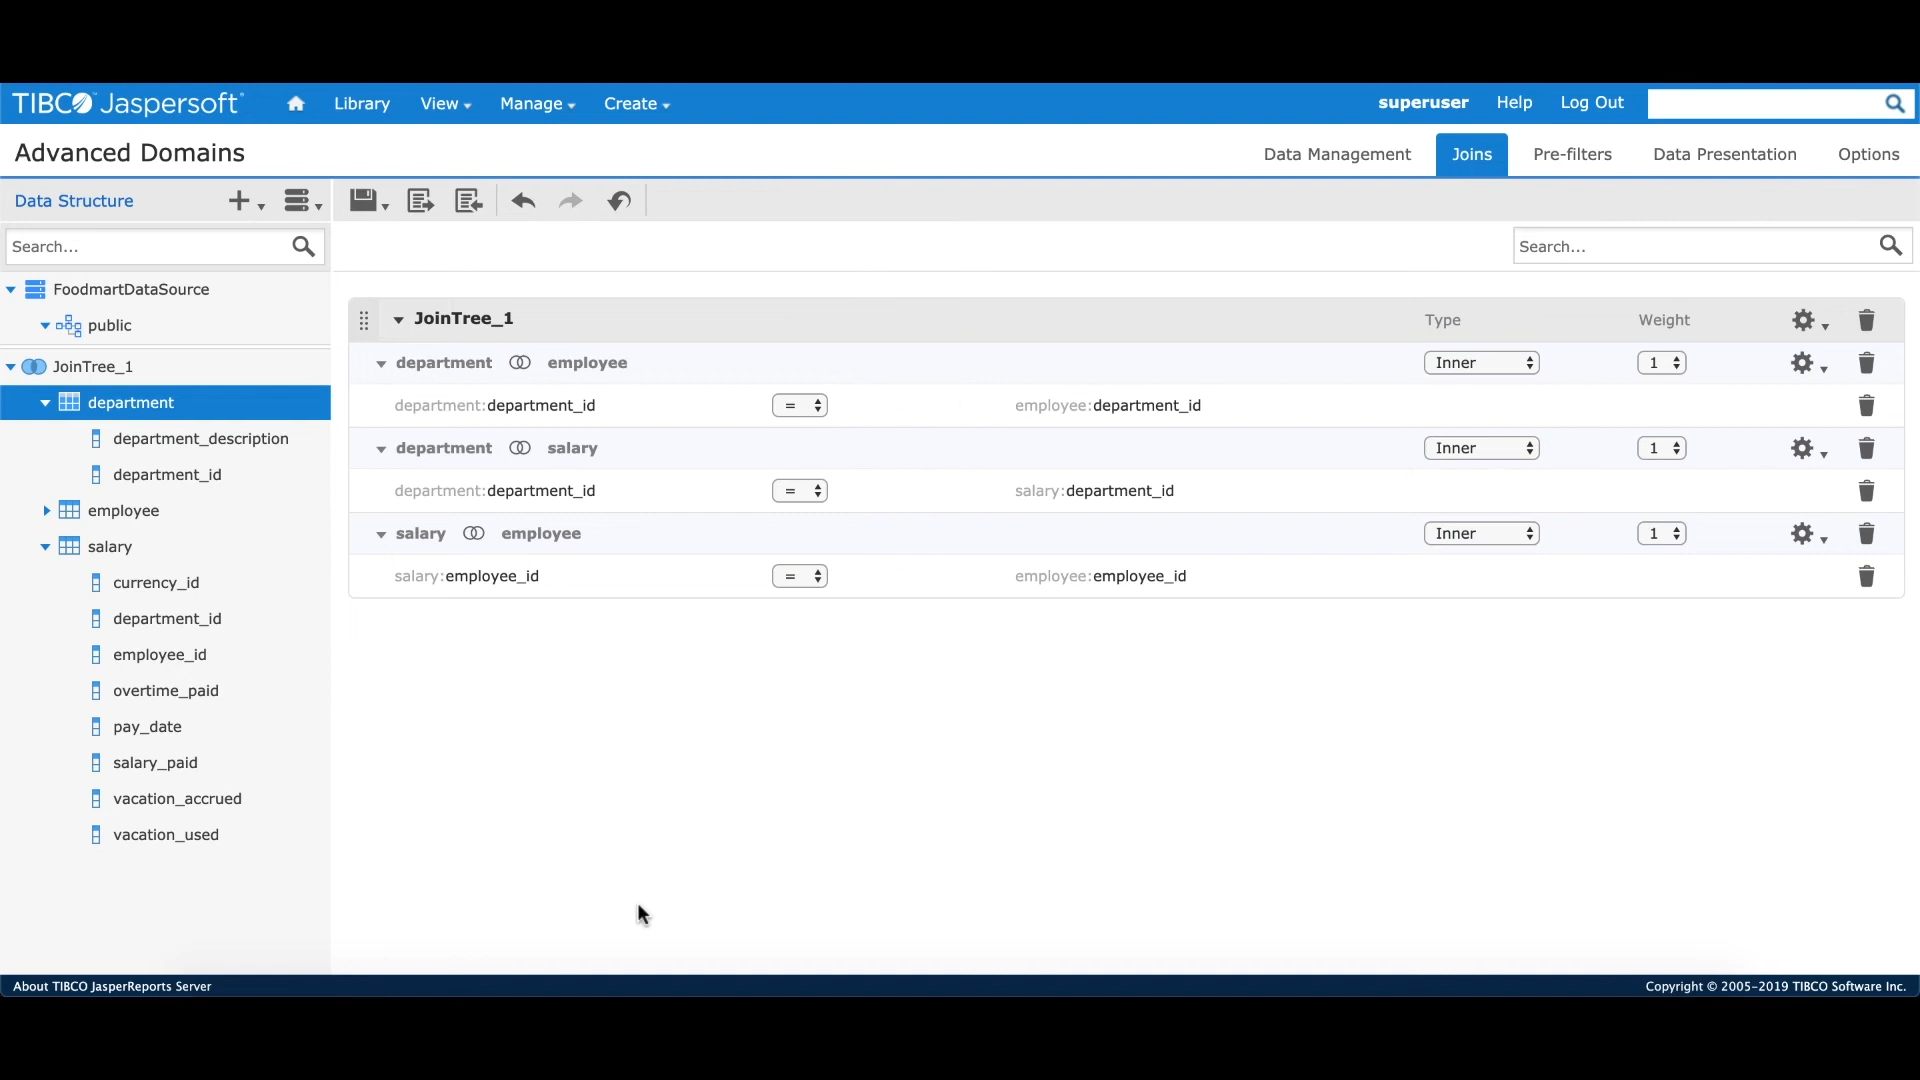 TIBCO Jaspersoft® Library View Manage Create superuser Help Log Out
Advanced Domains Data Management Joins Pre-filters Data Presentation Options
Data Structure
Search...
Search...
FoodmartDataSource
public
JoinTree_1
department
department_description
department_id
employee
salary
currency_id
department_id
employee_id
overtime_paid
pay_date
salary_paid
vacation_accrued
vacation_used
JoinTree_1 Type Weight
department employee Inner 1
department:department_id = employee:department_id
department salary Inner 1
department:department_id = salary:department_id
salary employee Inner 1
salary:employee_id = employee:employee_id
About TIBCO JasperReports Server Copyright © 2005-2019 TIBCO Software Inc.